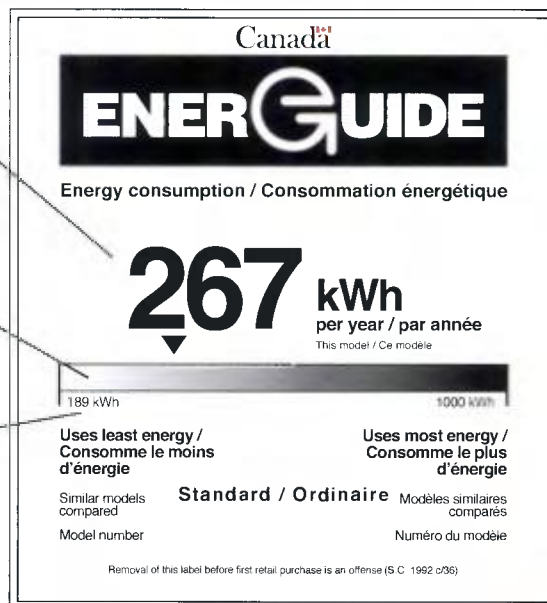 Canada
ENERGUIDE
Energy consumption / Consommation énergétique
267 kWh
per year / par année
This model / Ce modèle
189 kWh 1000 kWh
Uses least energy / Consomme le moins d'énergie
Uses most energy / Consomme le plus d'énergie
Similar models compared
Standard / Ordinaire
Modèles similaires comparés
Model number
Numéro du modèle
Removal of this label before first retail purchase is an offense (S.C 1992 c/36)